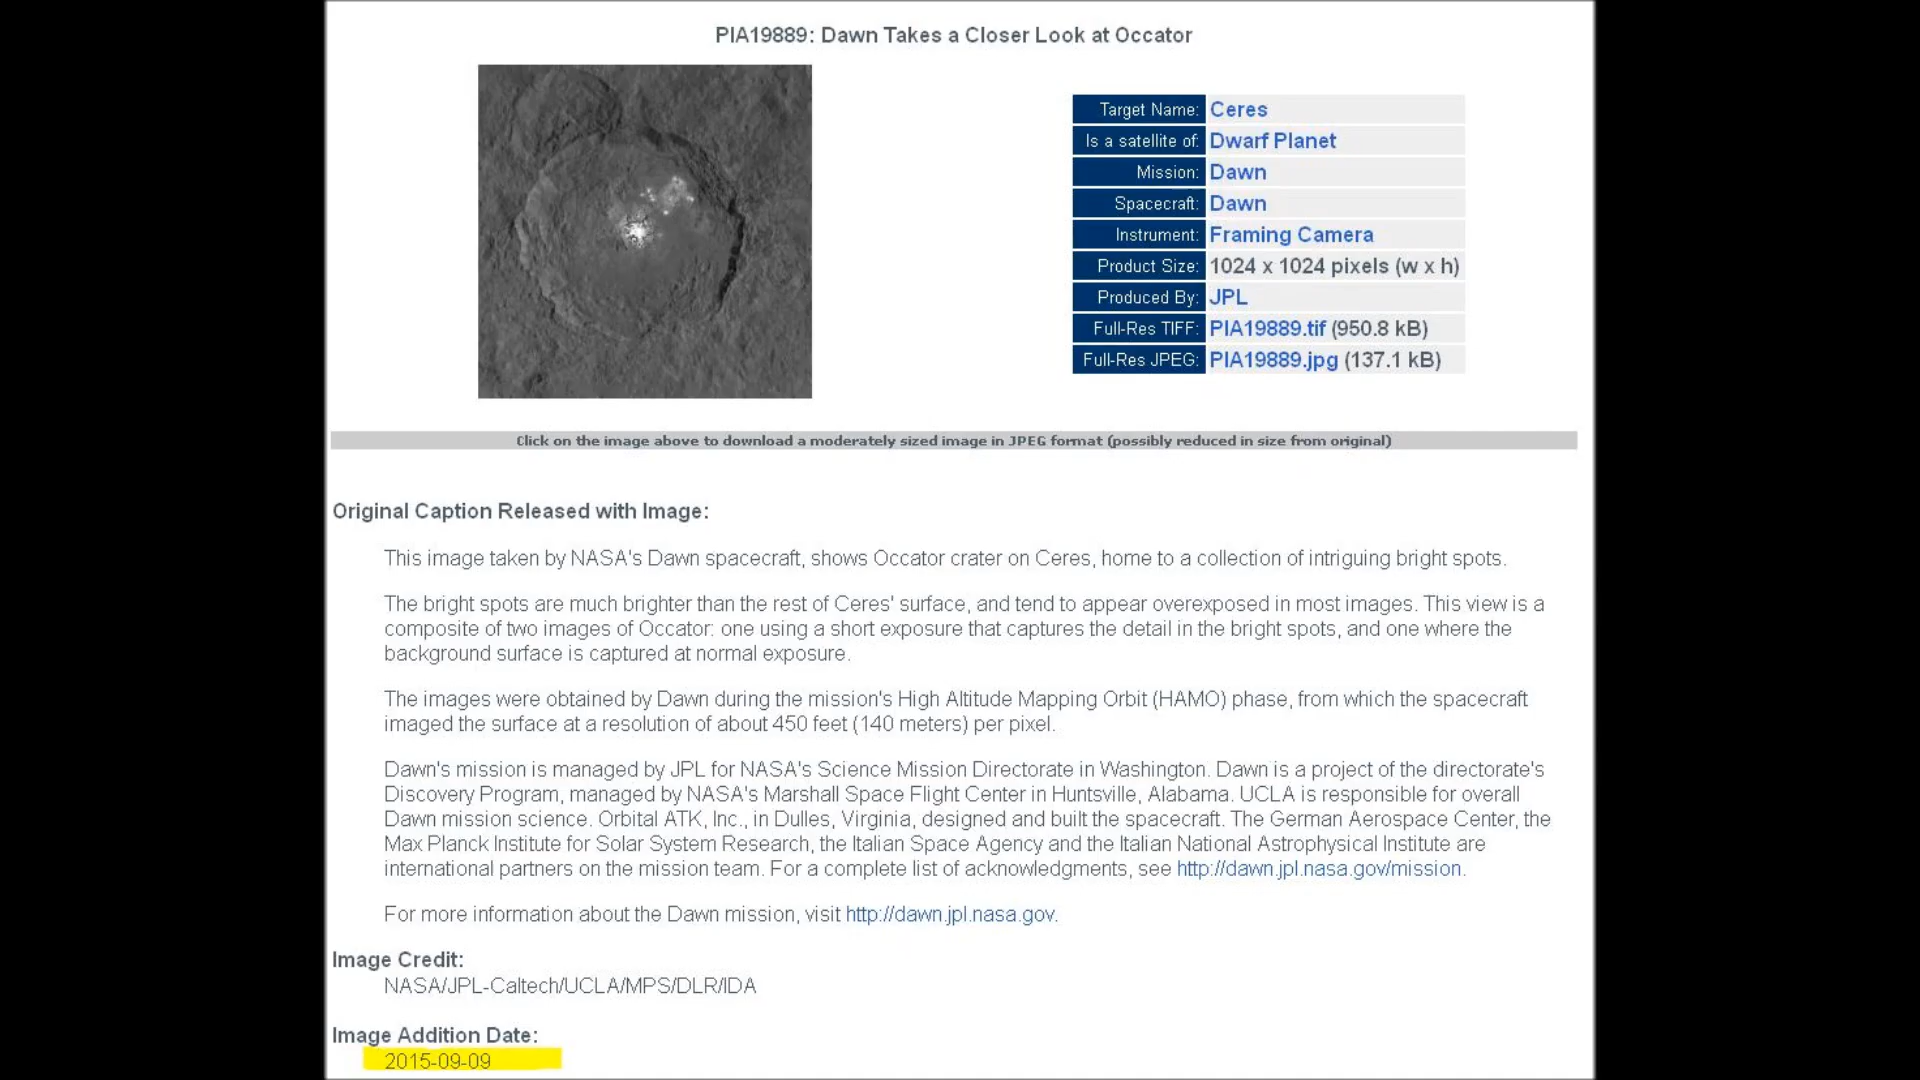 PIA19889: Dawn Takes a Closer Look at Occator
Target Name: Ceres
Is a satellite of: Dwarf Planet
Mission: Dawn
Spacecraft: Dawn
Instrument: Framing Camera
Product Size: 1024 x 1024 pixels (w x h)
Produced By: JPL
Full-Res TIFF: PIA19889.tif (950.8 kB)
Full-Res JPEG: PIA19889.jpg (137.1 kB)
Click on the image above to download a moderately sized image in JPEG format (possibly reduced in size from original)
Original Caption Released with Image:
This image taken by NASA's Dawn spacecraft, shows Occator crater on Ceres, home to a collection of intriguing bright spots.
The bright spots are much brighter than the rest of Ceres' surface, and tend to appear overexposed in most images. This view is a
composite of two images of Occator: one using a short exposure that captures the detail in the bright spots, and one where the
background surface is captured at normal exposure.
The images were obtained by Dawn during the mission's High Altitude Mapping Orbit (HAMO) phase, from which the spacecraft
imaged the surface at a resolution of about 450 feet (140 meters) per pixel.
Dawn's mission is managed by JPL for NASA's Science Mission Directorate in Washington. Dawn is a project of the directorate's
Discovery Program, managed by NASA's Marshall Space Flight Center in Huntsville, Alabama. UCLA is responsible for overall
Dawn mission science. Orbital ATK, Inc., in Dulles, Virginia, designed and built the spacecraft. The German Aerospace Center, the
Max Planck Institute for Solar System Research, the Italian Space Agency and the Italian National Astrophysical Institute are
international partners on the mission team. For a complete list of acknowledgments, see http://dawn.jpl.nasa.gov/mission.
For more information about the Dawn mission, visit http://dawn.jpl.nasa.gov.
Image Credit:
NASA/JPL-Caltech/UCLA/MPS/DLR/IDA
Image Addition Date:
2015-09-09